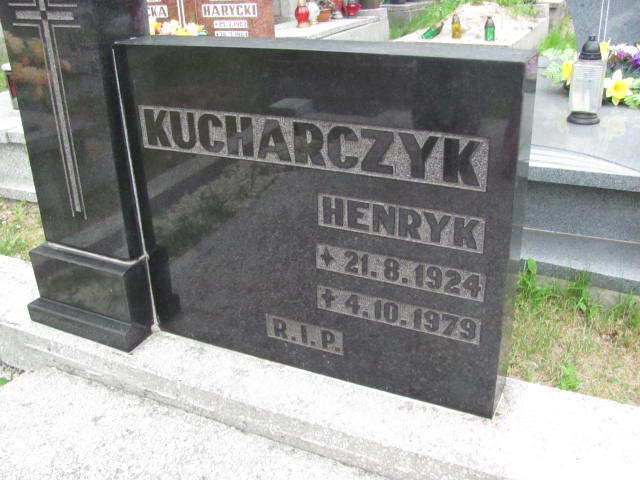 HARYCKI
KUCHARCZYK
HENRYK
✦ 21.8.1924
✝ 4.10.1979
R.I.P.